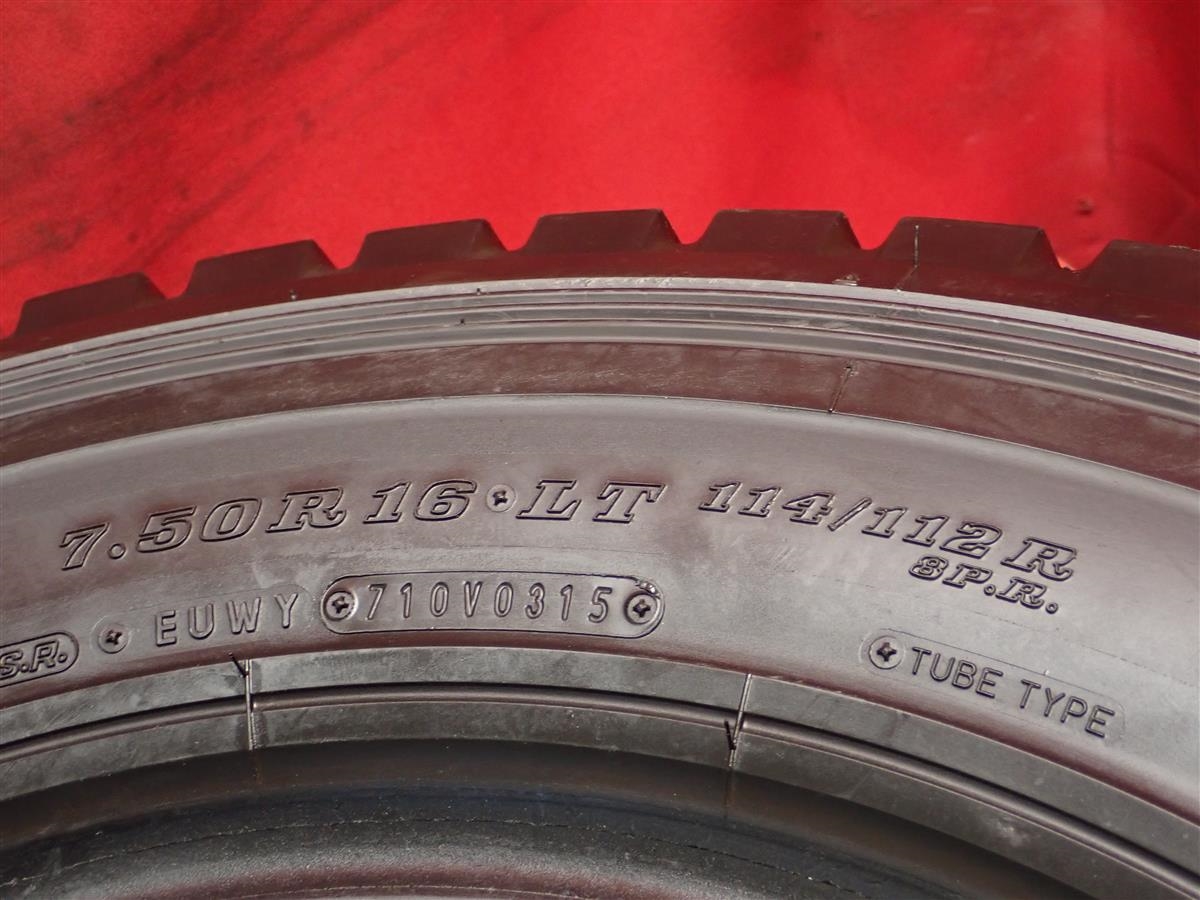 7.50R16 LT 114/112R
8P.R.
S.R. EUWY 710V0315
TUBE TYPE